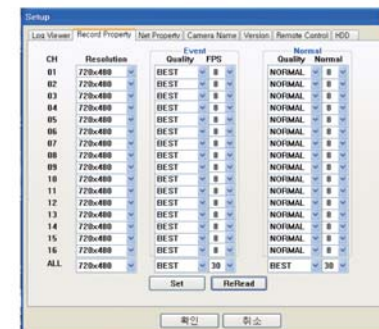 Setup
Log Viewer Record Property Net Property Camera Name Version Remote Control HDD
Event Normal
CH Resolution Quality FPS Quality Normal
01 720x480 BEST 8 NORMAL 8
02 720x480 BEST 8 NORMAL 8
03 720x480 BEST 8 NORMAL 8
04 720x480 BEST 8 NORMAL 8
05 720x480 BEST 8 NORMAL 8
06 720x480 BEST 8 NORMAL 8
07 720x480 BEST 8 NORMAL 8
08 720x480 BEST 8 NORMAL 8
09 720x480 BEST 8 NORMAL 8
10 720x480 BEST 8 NORMAL 8
11 720x480 BEST 8 NORMAL 8
12 720x480 BEST 8 NORMAL 8
13 720x480 BEST 8 NORMAL 8
14 720x480 BEST 8 NORMAL 8
15 720x480 BEST 8 NORMAL 8
16 720x480 BEST 8 NORMAL 8
ALL 720x480 BEST 30 BEST 30
Set ReRead
확인 취소